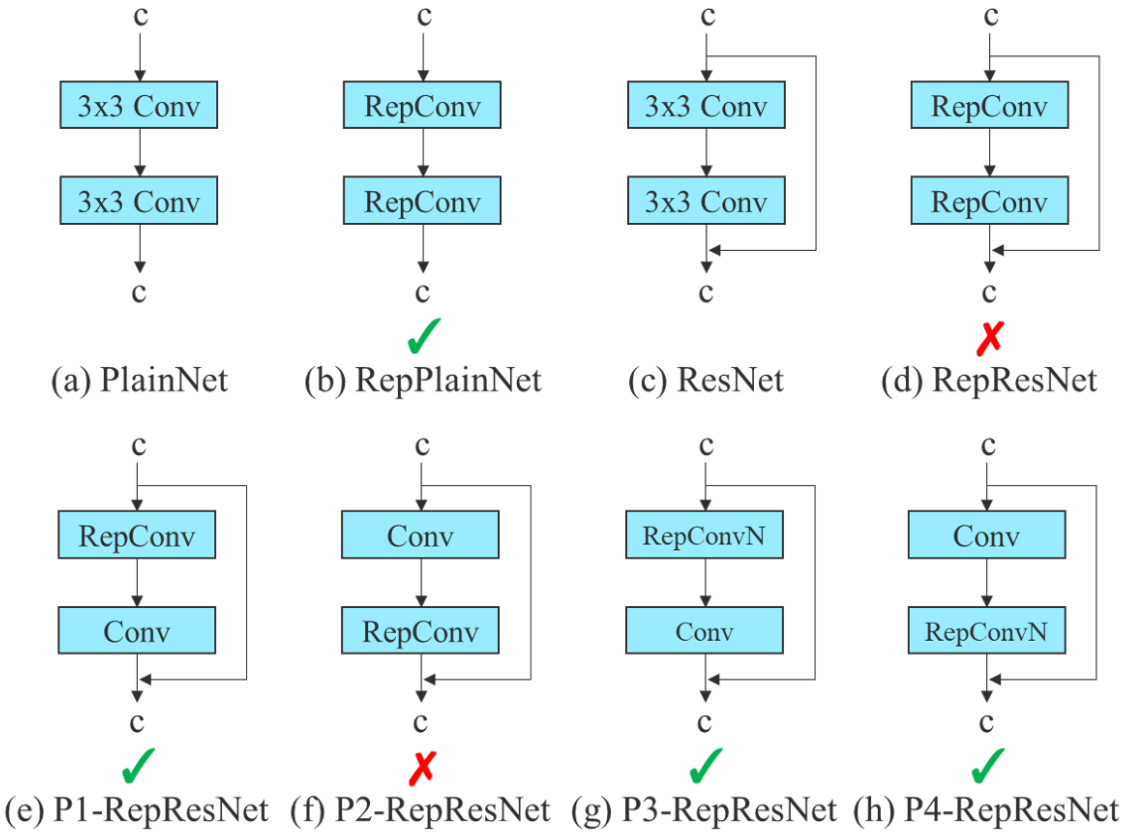 c c c c
3x3 Conv RepConv 3x3 Conv RepConv
3x3 Conv RepConv 3x3 Conv RepConv
c c c c
(a) PlainNet (b) RepPlainNet (c) ResNet (d) RepResNet
c c c c
RepConv Conv RepConvN Conv
Conv RepConv Conv RepConvN
c c c c
(e) P1-RepResNet (f) P2-RepResNet (g) P3-RepResNet (h) P4-RepResNet